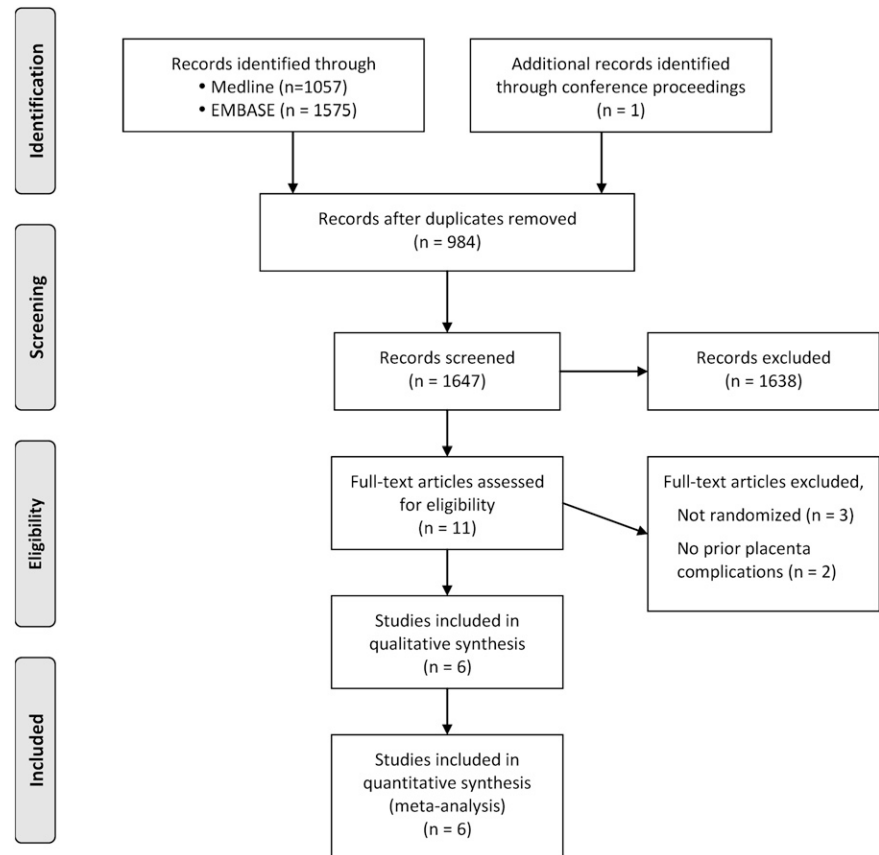 Identification
Records identified through
• Medline (n=1057)
• EMBASE (n = 1575)
Additional records identified
through conference proceedings
(n = 1)
Records after duplicates removed
(n = 984)
Screening
Records screened
(n = 1647)
Records excluded
(n = 1638)
Eligibility
Full-text articles assessed
for eligibility
(n = 11)
Full-text articles excluded,
Not randomized (n = 3)
No prior placenta
complications (n = 2)
Studies included in
qualitative synthesis
(n = 6)
Included
Studies included in
quantitative synthesis
(meta-analysis)
(n = 6)